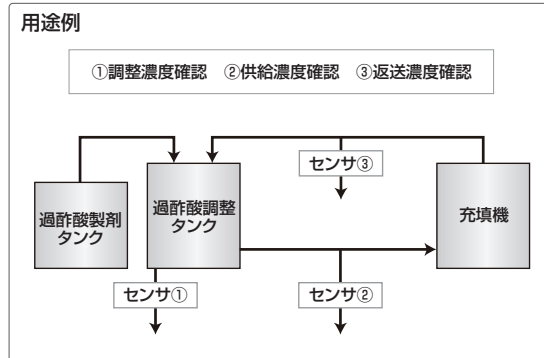 用途例
①調整濃度確認 ②供給濃度確認 ③返送濃度確認
センサ③
過酢酸製剤
タンク
過酢酸調整
タンク
充填機
センサ①
センサ②